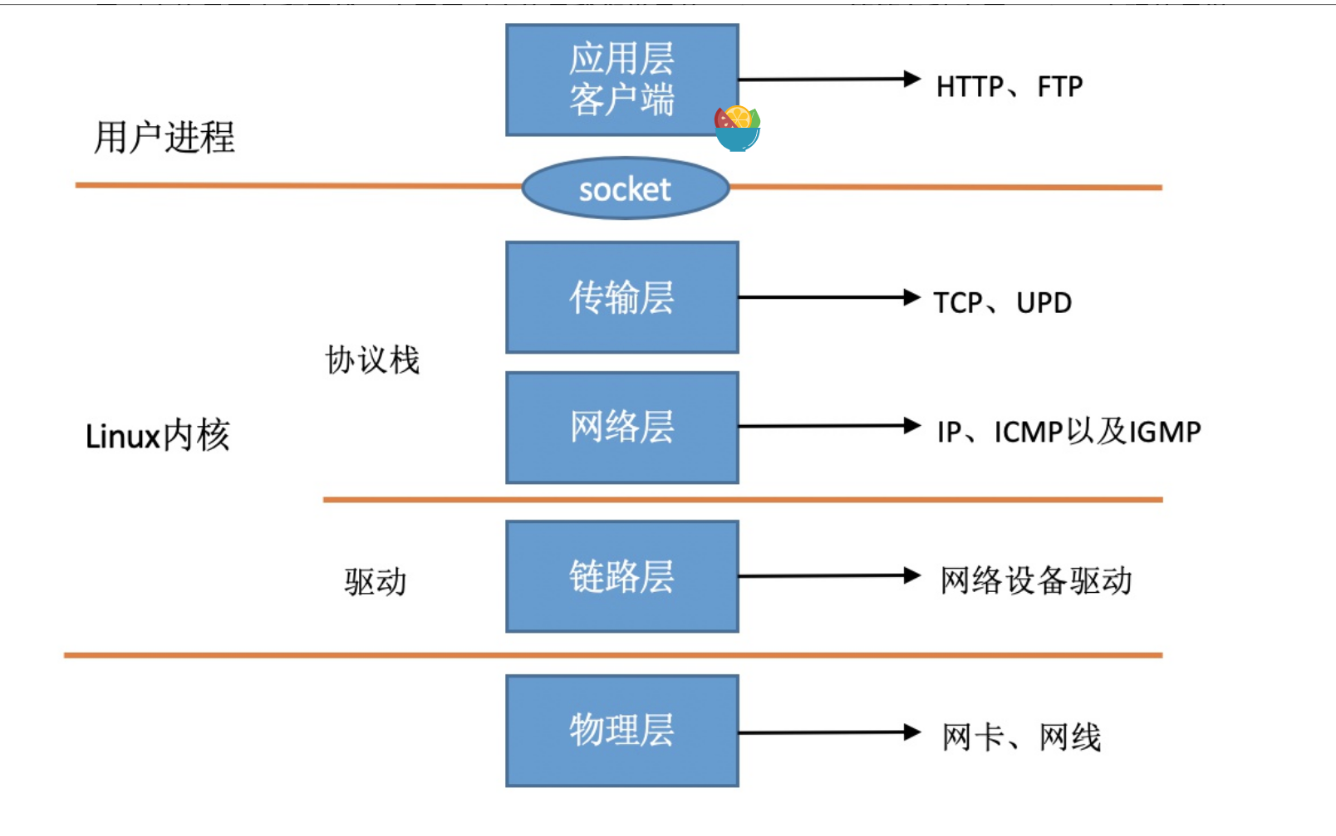 应用层
客户端
HTTP、FTP
用户进程
socket
传输层
TCP、UPD
协议栈
网络层
IP、ICMP以及IGMP
Linux内核
链路层
驱动
网络设备驱动
物理层
网卡、网线